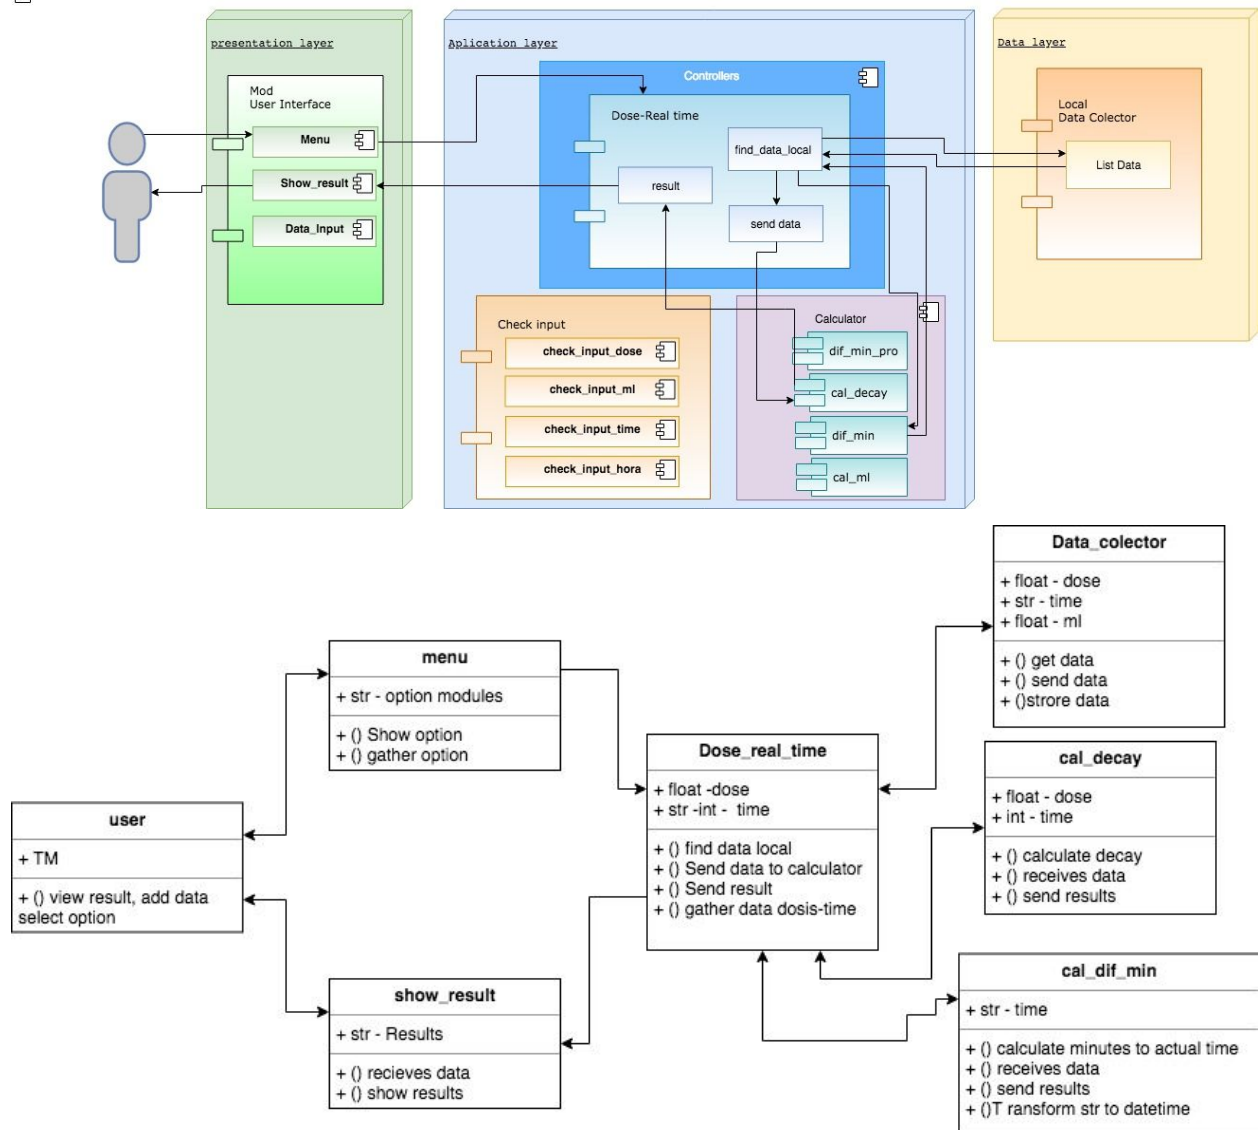 presentation layer
Mod
User Interface
Menu
Show_result
Data_Input
Aplication layer
Controllers
Dose-Real time
find_data_local
result
send data
Check input
check_input_dose
check_input_ml
check_input_time
check_input_hora
Calculator
dif_min_pro
cal_decay
dif_min
cal_ml
Data layer
Local
Data Colector
List Data
user
+ TM
+ () view result, add data
select option
menu
+ str - option modules
+ () Show option
+ () gather option
show_result
+ str - Results
+ () recieves data
+ () show results
Dose_real_time
+ float -dose
+ str -int -  time
+ () find data local
+ () Send data to calculator
+ () Send result
+ () gather data dosis-time
Data_colector
+ float - dose
+ str - time
+ float - ml
+ () get data
+ () send data
+ ()strore data
cal_decay
+ float - dose
+ int - time
+ () calculate decay
+ () receives data
+ () send results
cal_dif_min
+ str - time
+ () calculate minutes to actual time
+ () receives data
+ () send results
+ ()T ransform str to datetime